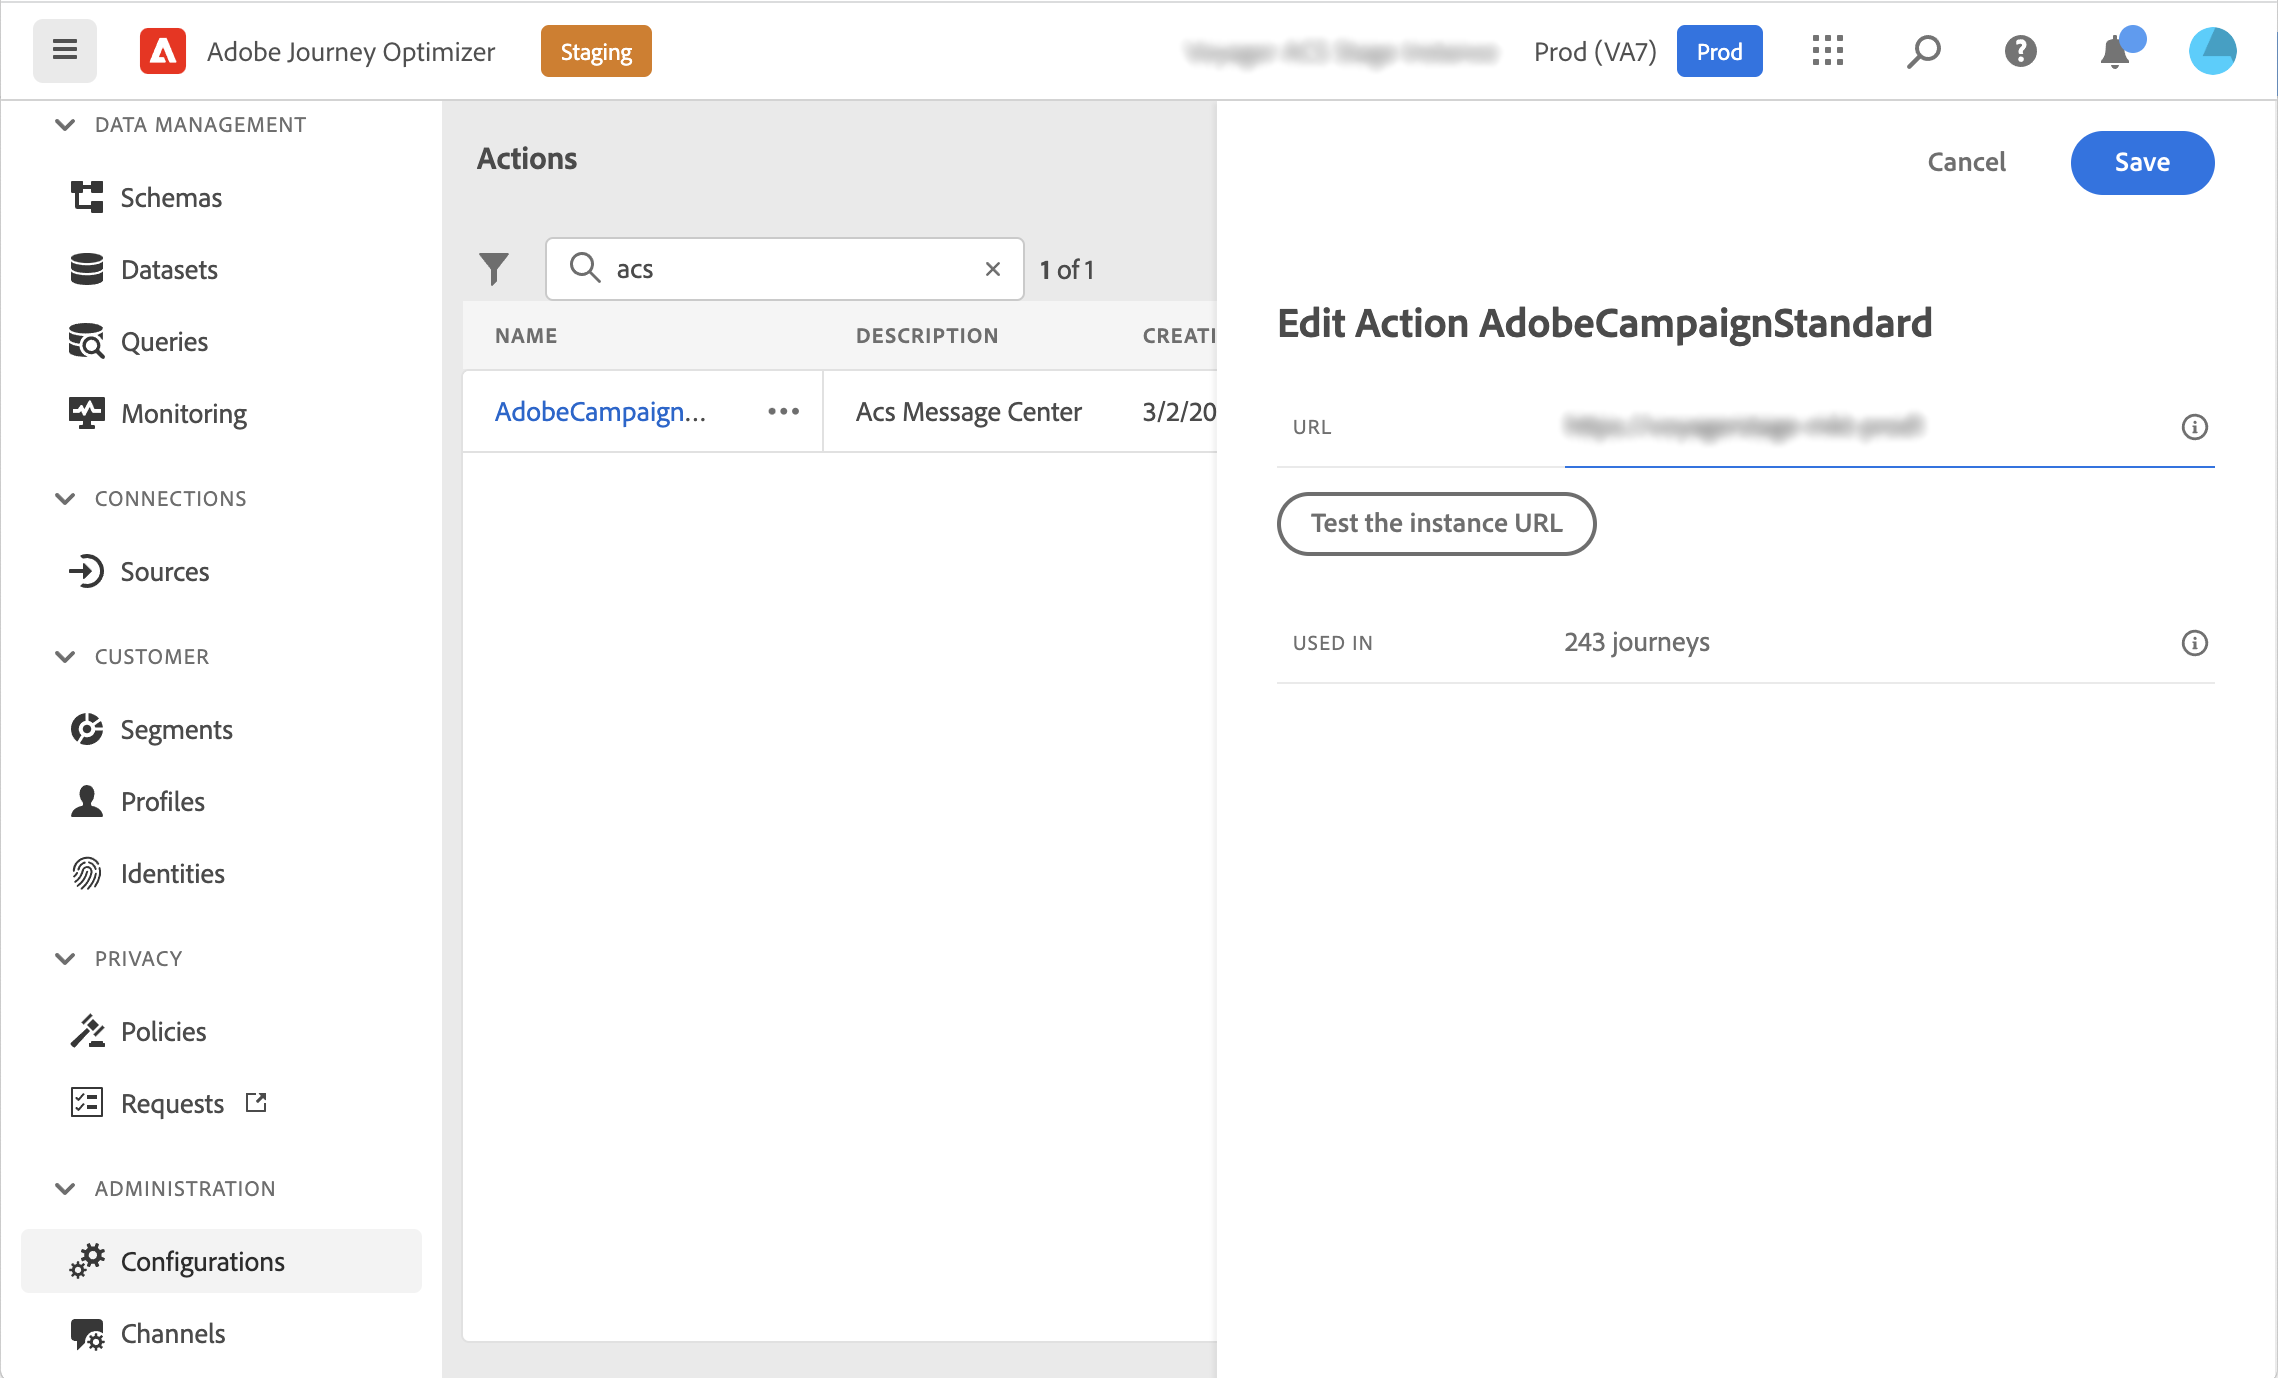 Adobe Journey Optimizer
Staging
Prod (VA7)
Prod
DATA MANAGEMENT
Schemas
Datasets
Queries
Monitoring
CONNECTIONS
Sources
CUSTOMER
Segments
Profiles
Identities
PRIVACY
Policies
Requests
ADMINISTRATION
Configurations
Channels
Actions
acs
1 of 1
NAME DESCRIPTION CREATI
AdobeCampaign... Acs Message Center 3/2/20
Cancel
Save
Edit Action AdobeCampaignStandard
URL
Test the instance URL
USED IN 243 journeys